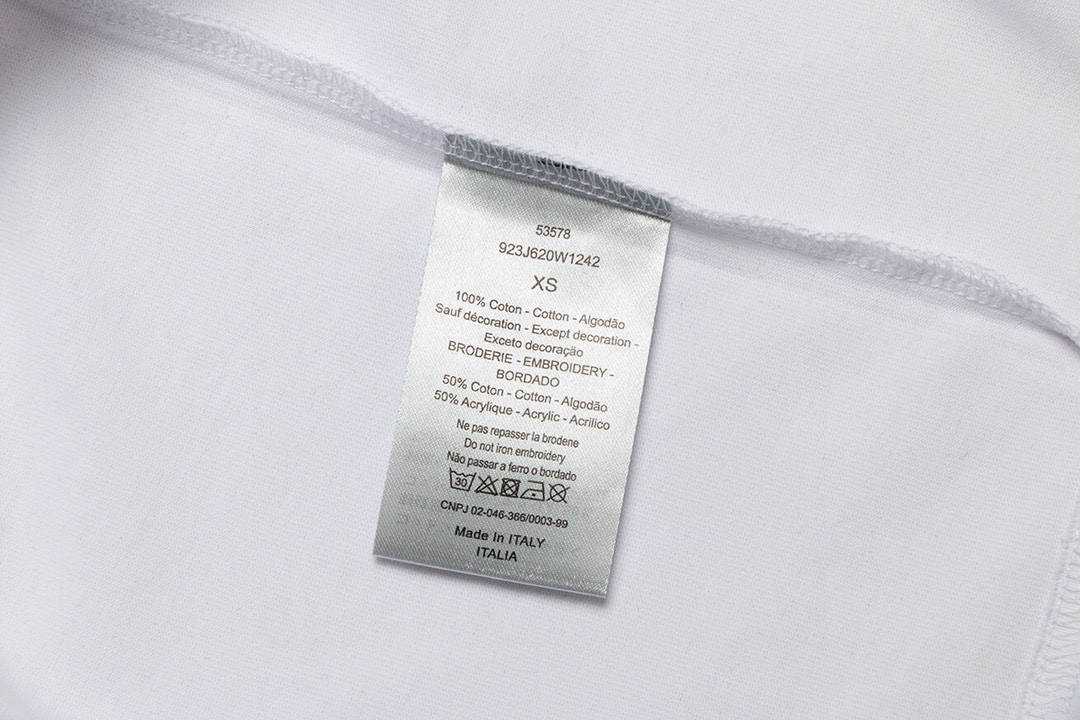 53578
923J620W1242
XS
100% Coton - Cotton - Algodão
Sauf décoration - Except decoration -
Exceto decoração
BRODERIE - EMBROIDERY -
BORDADO
50% Coton - Cotton - Algodão
50% Acrylique - Acrylic - Acrilico
Ne pas repasser la brodene
Do not iron embroidery
Não passar a ferro o bordado
30
CNPJ 02-046-366/0003-99
Made In ITALY
ITALIA